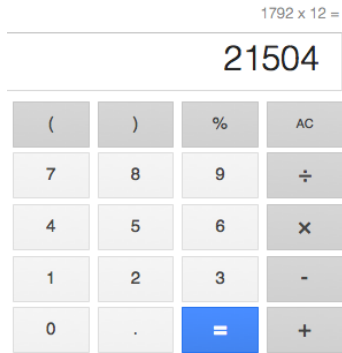 1792 x 12 =
21504
( ) % AC
7 8 9 ÷
4 5 6 ×
1 2 3 -
0 . = +